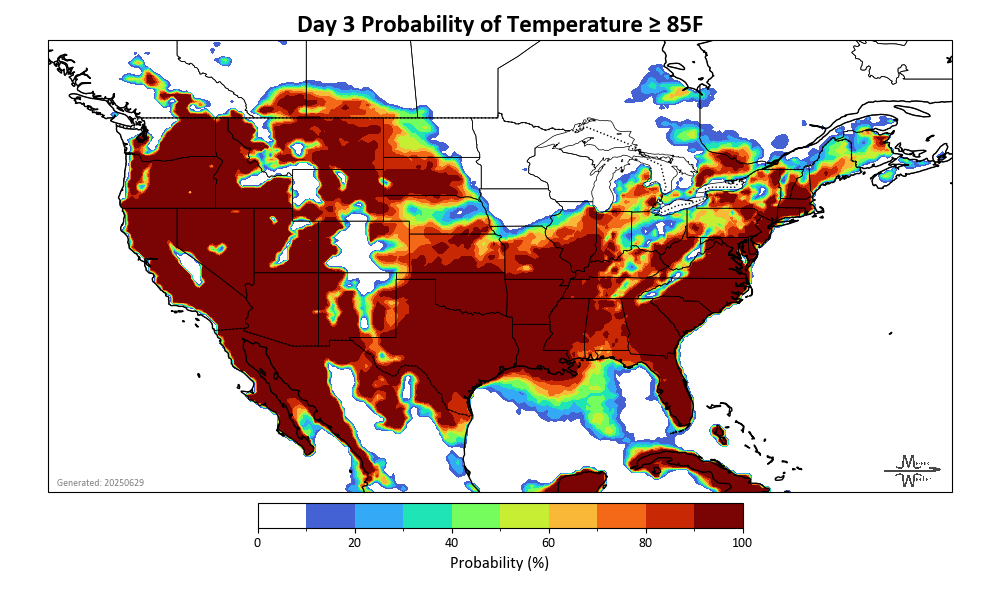 Day 3 Probability of Temperature ≥ 85F
Generated: 20250629
0 20 40 60 80 100
Probability (%)